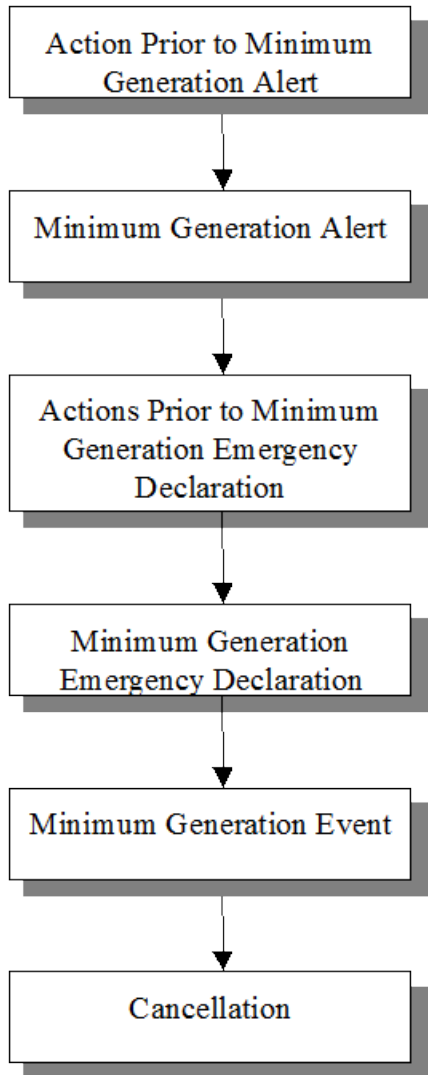 Action Prior to Minimum
Generation Alert
Minimum Generation Alert
Actions Prior to Minimum
Generation Emergency
Declaration
Minimum Generation
Emergency Declaration
Minimum Generation Event
Cancellation